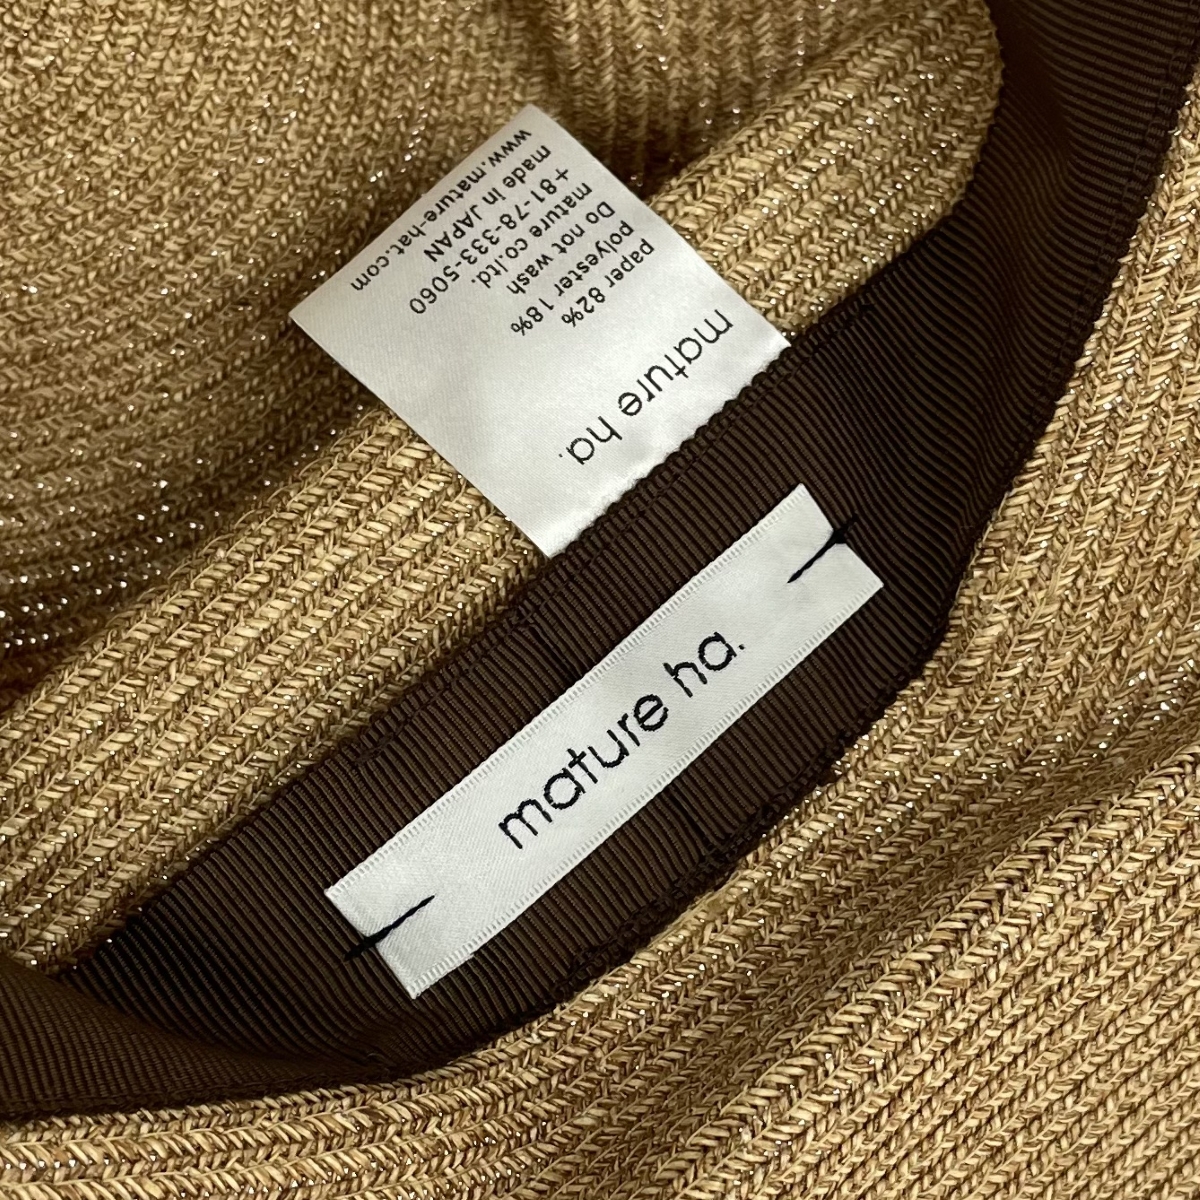 mature ha.
paper 82%
polyester 18%
Do not wash
mature co.ltd.
+81-78-333-5060
made in JAPAN
www.mature-hat.com
mature ha.